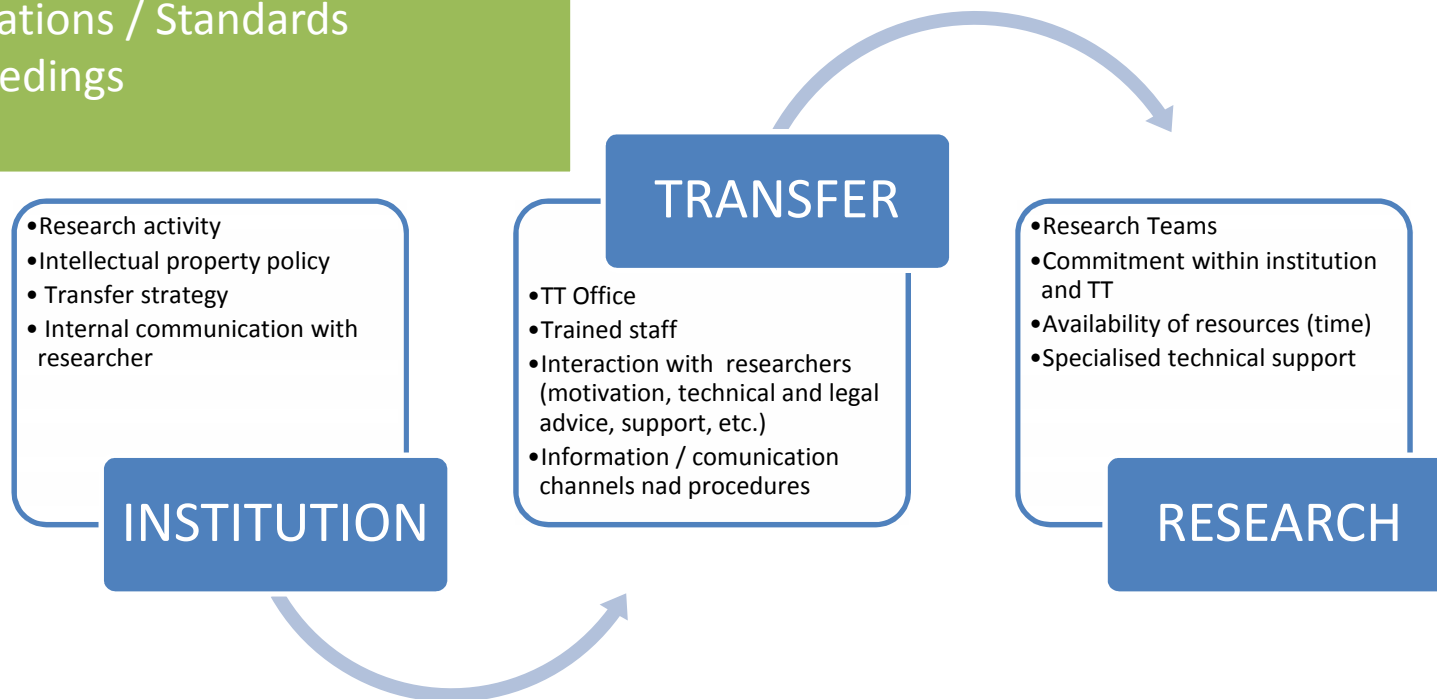 ations / Standards
edings
•Research activity
•Intellectual property policy
• Transfer strategy
• Internal communication with
researcher
INSTITUTION
TRANSFER
•TT Office
•Trained staff
•Interaction with researchers
(motivation, technical and legal
advice, support, etc.)
•Information / comunication
channels nad procedures
•Research Teams
•Commitment within institution
and TT
•Availability of resources (time)
•Specialised technical support
RESEARCH